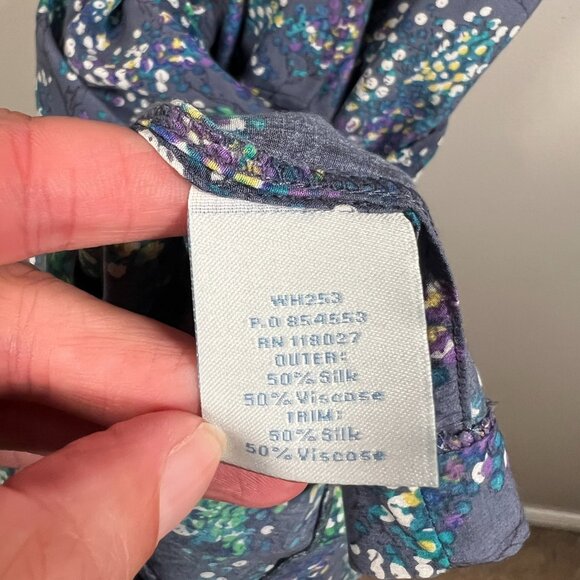 WH253
P.O 854553
RN 118027
OUTER:
50% Silk
50% Viscose
TRIM:
50% Silk
50% Viscose